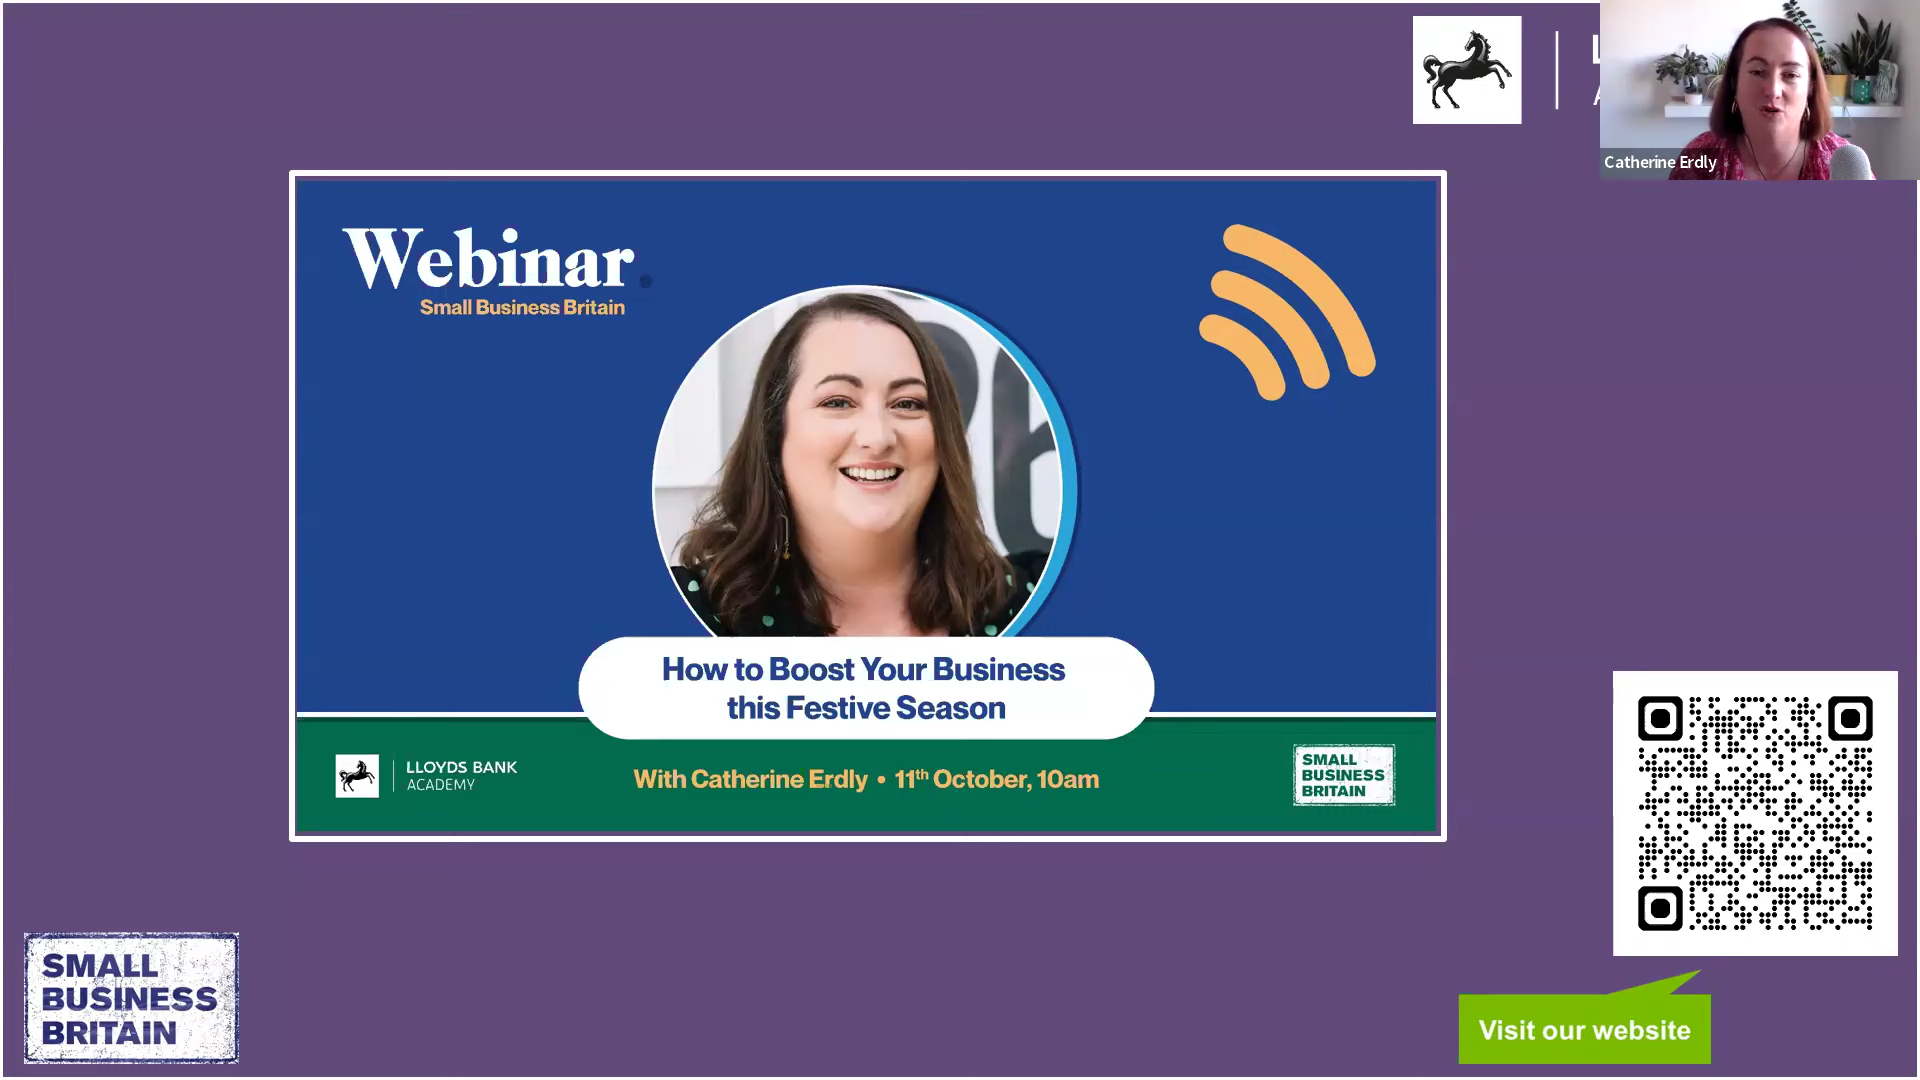 Catherine Erdly
Webinar.
Small Business Britain
How to Boost Your Business
this Festive Season
LLOYDS BANK
ACADEMY
With Catherine Erdly • 11th October, 10am
SMALL
BUSINESS
BRITAIN
SMALL
BUSINESS
BRITAIN
Visit our website